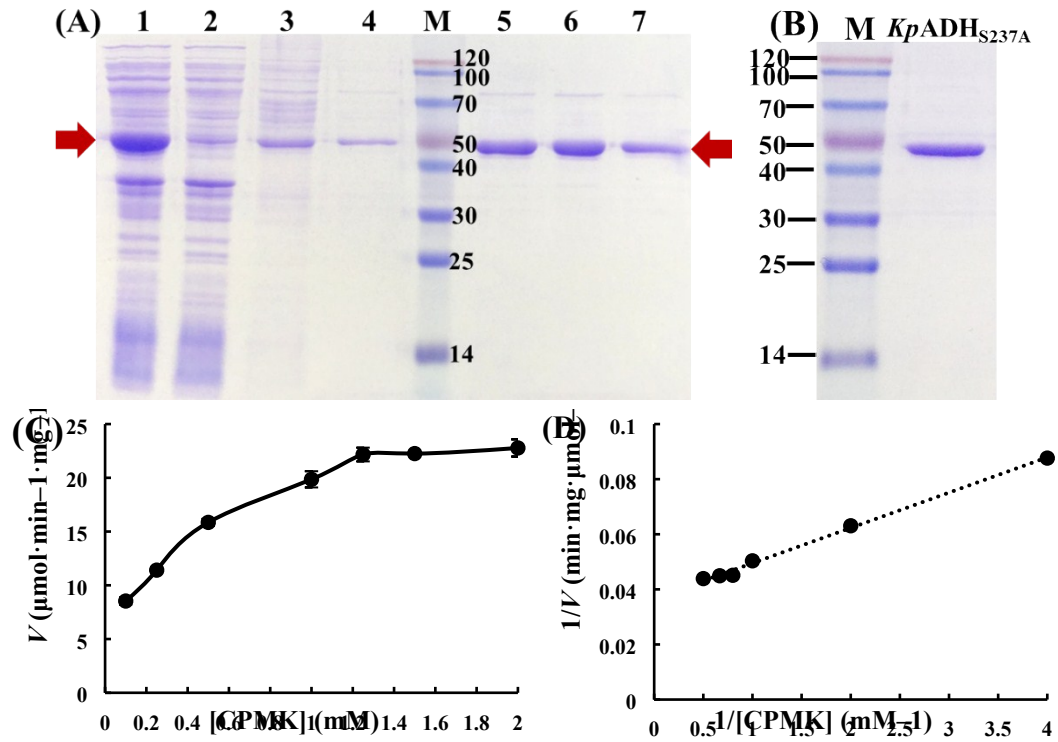 (A) 1 2 3 4 M 5 6 7
120
100
70
50
40
30
25
14
(B) M KpADHS237A
120
100
70
50
40
30
25
14
(C)
V (μmol·min–1·mg–1)
25
20
15
10
5
0
0 0.2 0.4 0.6 0.8 1 1.2 1.4 1.6 1.8 2
[CPMK] (mM)
(D)
1/V (min·mg·μmol–
0.1
0.08
0.06
0.04
0.02
0
0 0.5 1 1.5 2 2.5 3 3.5 4
1/[CPMK] (mM–1)